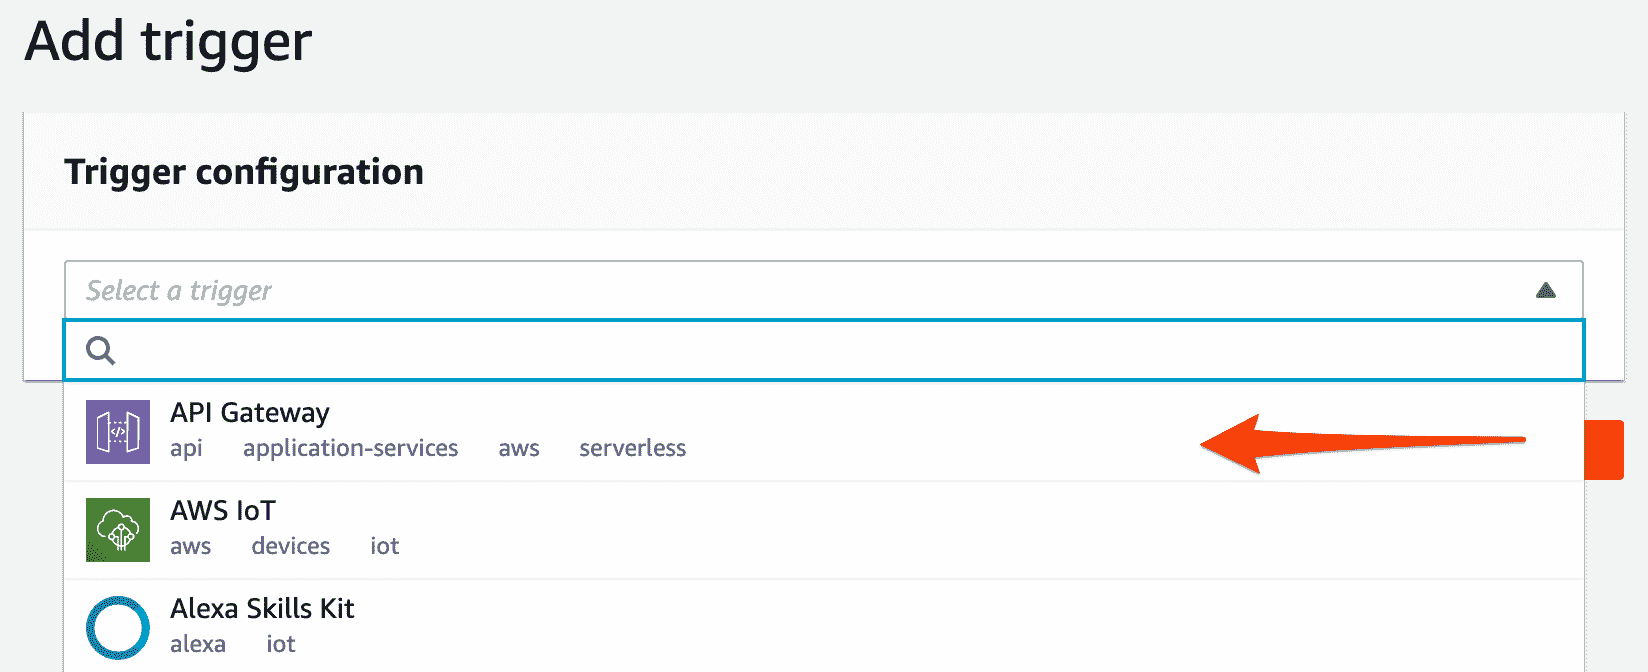 Add trigger
Trigger configuration
Select a trigger
API Gateway
api application-services aws serverless
AWS IoT
aws devices iot
Alexa Skills Kit
alexa iot